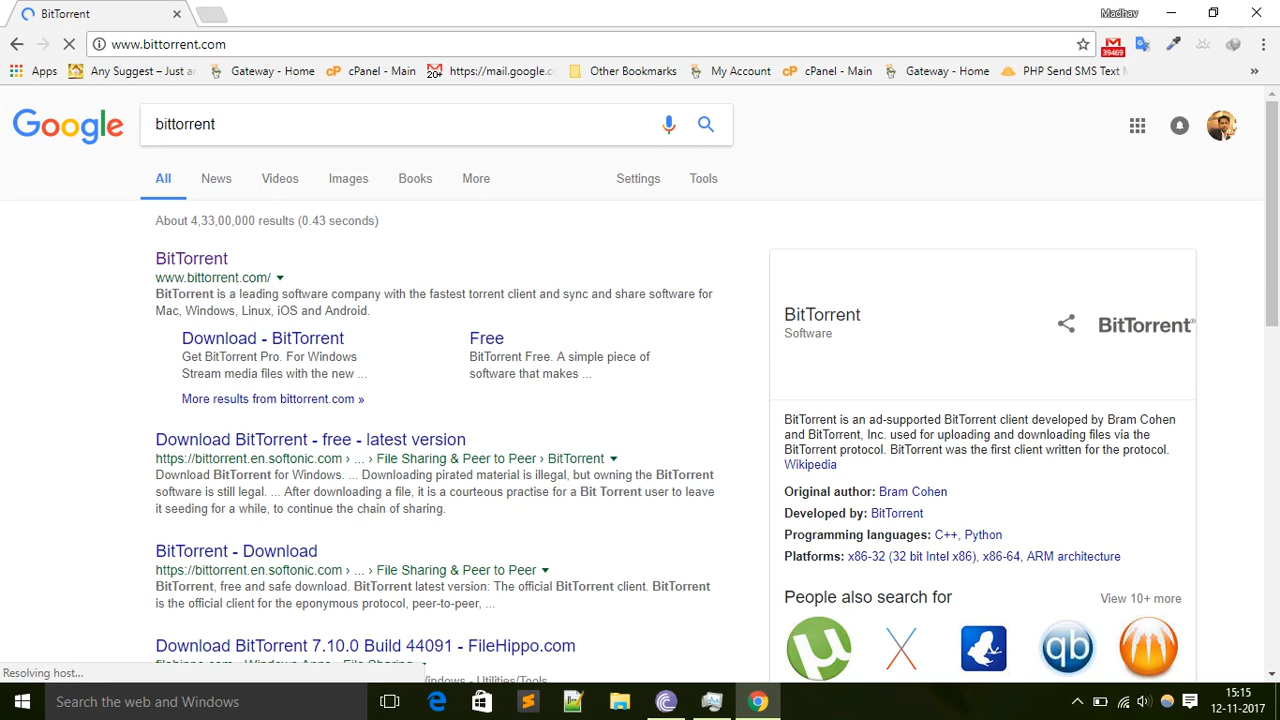 BitTorrent
Madhav
www.bittorrent.com
39469
Apps
Any Suggest – Just ar
Gateway - Home
cP cPanel - Main
20+
https://mail.google.cc
Other Bookmarks
My Account
cP cPanel - Main
Gateway - Home
PHP Send SMS Text M
»
Google
bittorrent
All News Videos Images Books More Settings Tools
About 4,33,00,000 results (0.43 seconds)
BitTorrent
www.bittorrent.com/
BitTorrent is a leading software company with the fastest torrent client and sync and share software for
Mac, Windows, Linux, iOS and Android.
Download - BitTorrent
Get BitTorrent Pro. For Windows
Stream media files with the new ...
Free
BitTorrent Free. A simple piece of
software that makes ...
More results from bittorrent.com »
Download BitTorrent - free - latest version
https://bittorrent.en.softonic.com › ... › File Sharing & Peer to Peer › BitTorrent
Download BitTorrent for Windows. ... Downloading pirated material is illegal, but owning the BitTorrent
software is still legal. ... After downloading a file, it is a courteous practise for a Bit Torrent user to leave
it seeding for a while, to continue the chain of sharing.
BitTorrent - Download
https://bittorrent.en.softonic.com › ... › File Sharing & Peer to Peer
BitTorrent, free and safe download. BitTorrent latest version: The official BitTorrent client. BitTorrent
is the official client for the eponymous protocol, peer-to-peer, ...
Download BitTorrent 7.10.0 Build 44091 - FileHippo.com
BitTorrent
Software
BitTorrent®
BitTorrent is an ad-supported BitTorrent client developed by Bram Cohen
and BitTorrent, Inc. used for uploading and downloading files via the
BitTorrent protocol. BitTorrent was the first client written for the protocol.
Wikipedia
Original author: Bram Cohen
Developed by: BitTorrent
Programming languages: C++, Python
Platforms: x86-32 (32 bit Intel x86), x86-64, ARM architecture
People also search for
View 10+ more
µ
qb
Resolving host...
Search the web and Windows
15:15
12-11-2017